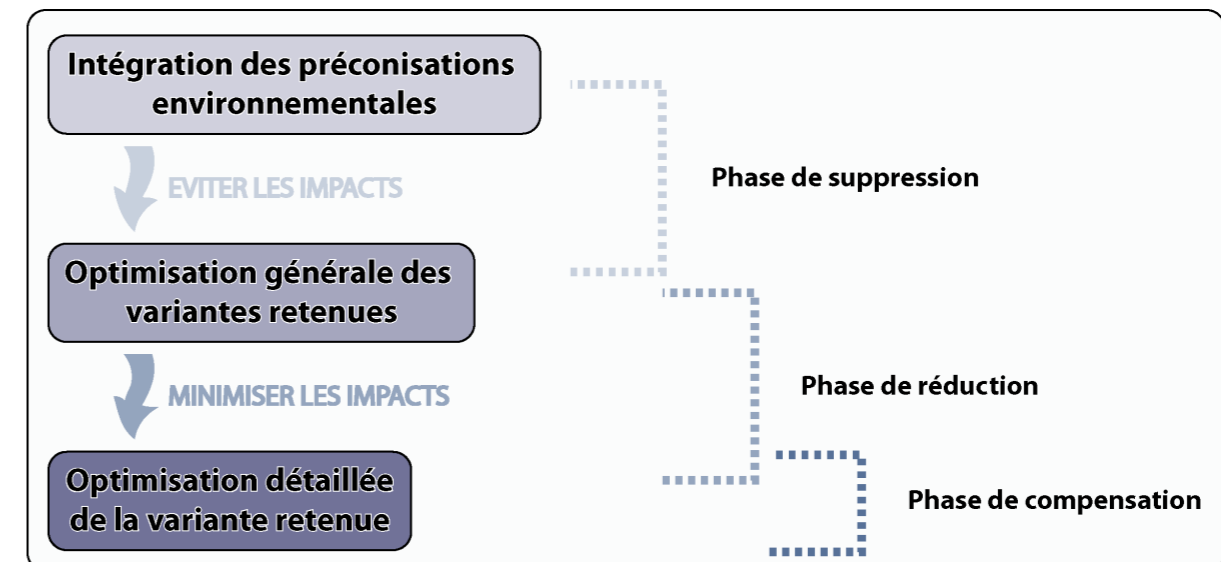 Intégration des préconisations
environnementales
EVITER LES IMPACTS
Phase de suppression
Optimisation générale des
variantes retenues
MINIMISER LES IMPACTS
Phase de réduction
Optimisation détaillée
de la variante retenue
Phase de compensation